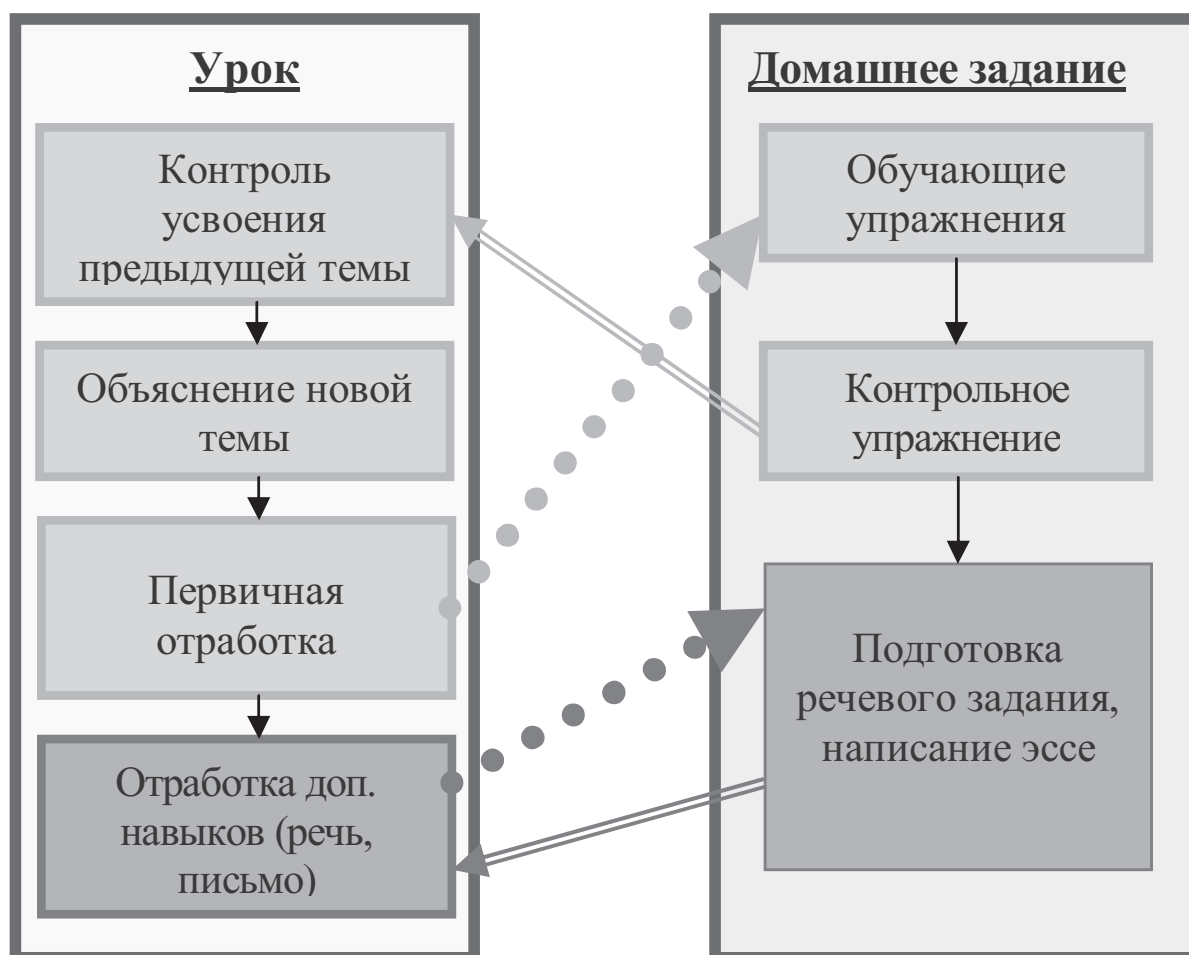 Урок
Контроль
усвоения
предыдущей темы
Объяснение новой
темы
Первичная
отработка
Отработка доп.
навыков (речь,
письмо)
Домашнее задание
Обучающие
упражнения
Контрольное
упражнение
Подготовка
речевого задания,
написание эссе